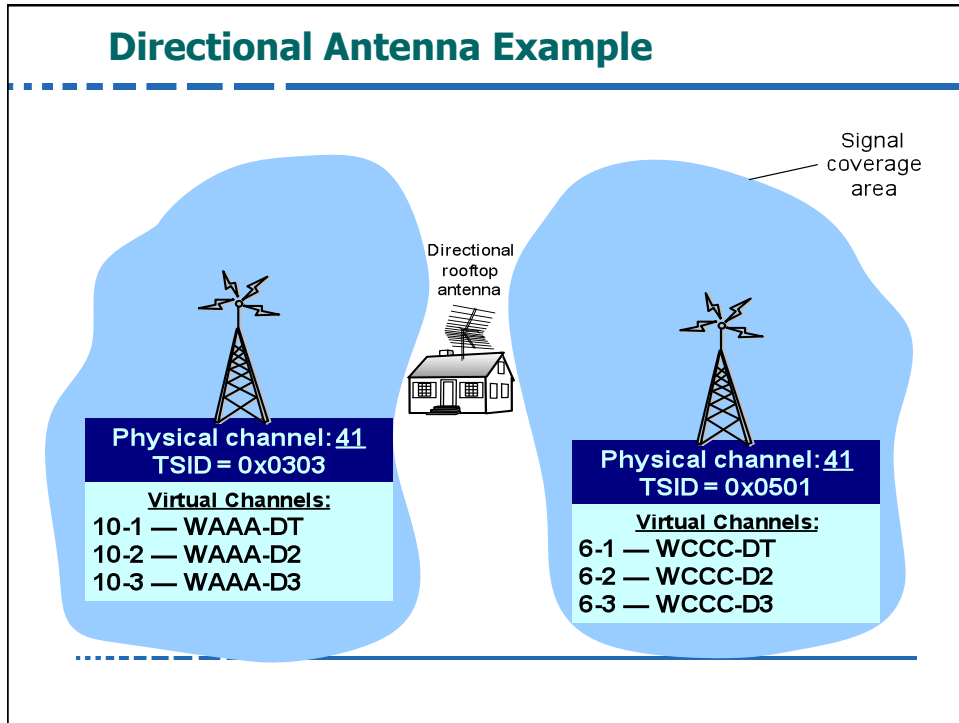 Directional Antenna Example
Signal
coverage
area
Directional
rooftop
antenna
Physical channel: 41
TSID = 0x0303
Virtual Channels:
10-1 — WAAA-DT
10-2 — WAAA-D2
10-3 — WAAA-D3
Physical channel: 41
TSID = 0x0501
Virtual Channels:
6-1 — WCCC-DT
6-2 — WCCC-D2
6-3 — WCCC-D3